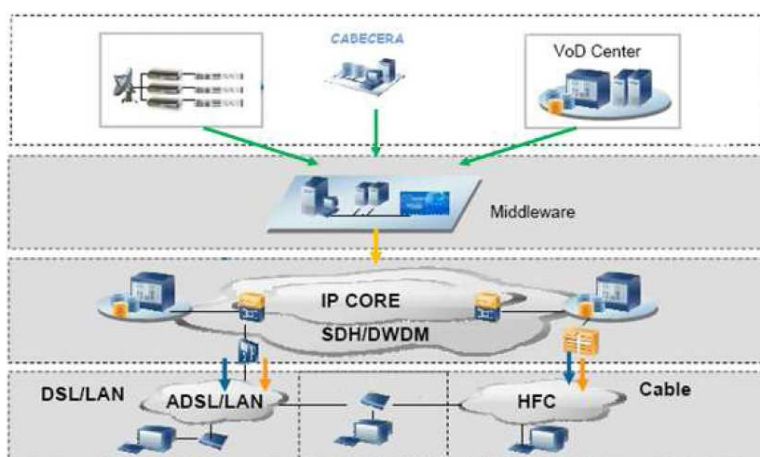 CABECERA
VoD Center
Middleware
IP CORE
SDH/DWDM
DSL/LAN
ADSL/LAN
HFC
Cable